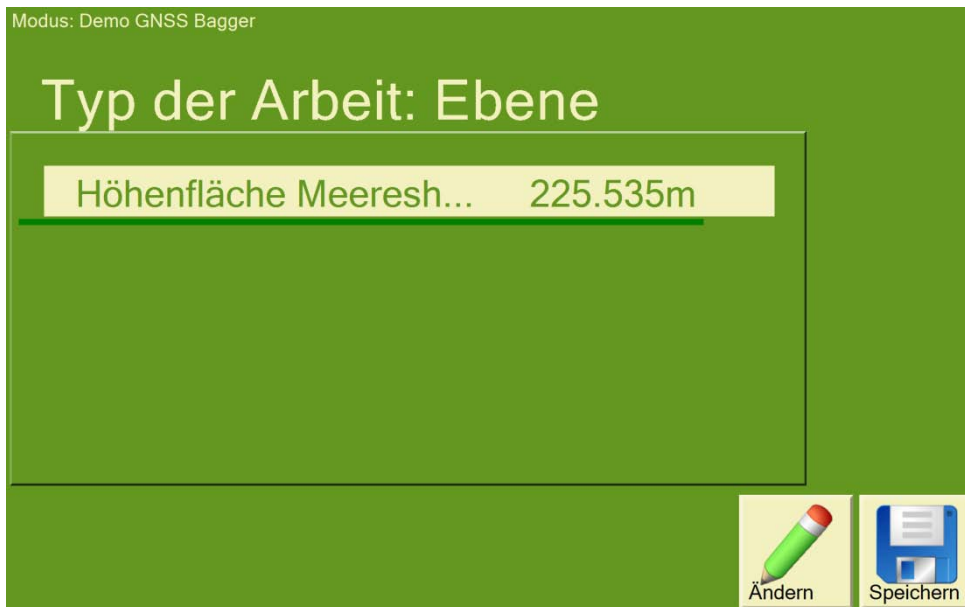 Modus: Demo GNSS Bagger
Typ der Arbeit: Ebene
Höhenfläche Meeresh... 225.535m
Ändern Speichern